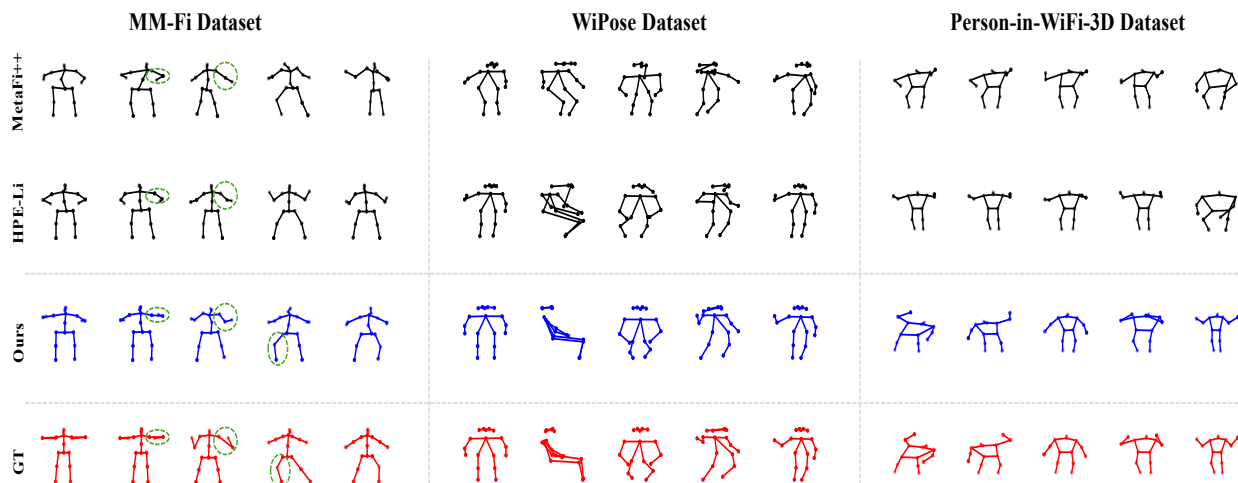 MM-Fi Dataset
WiPose Dataset
Person-in-WiFi-3D Dataset
MetaFi++
HPE-Li
Ours
GT